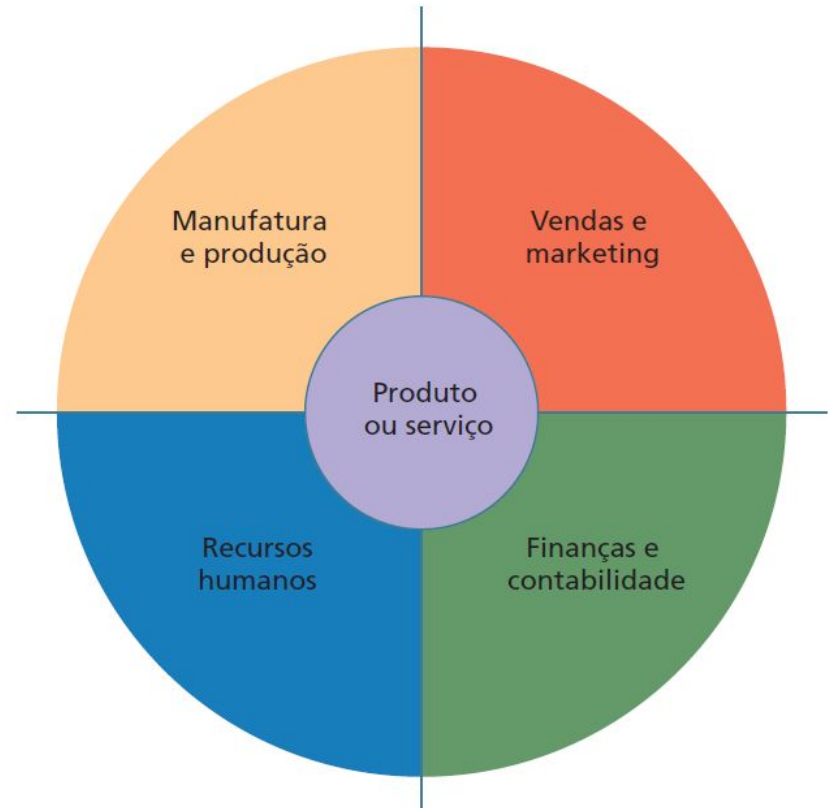 Manufatura
e produção
Vendas e
marketing
Produto
ou serviço
Recursos
humanos
Finanças e
contabilidade